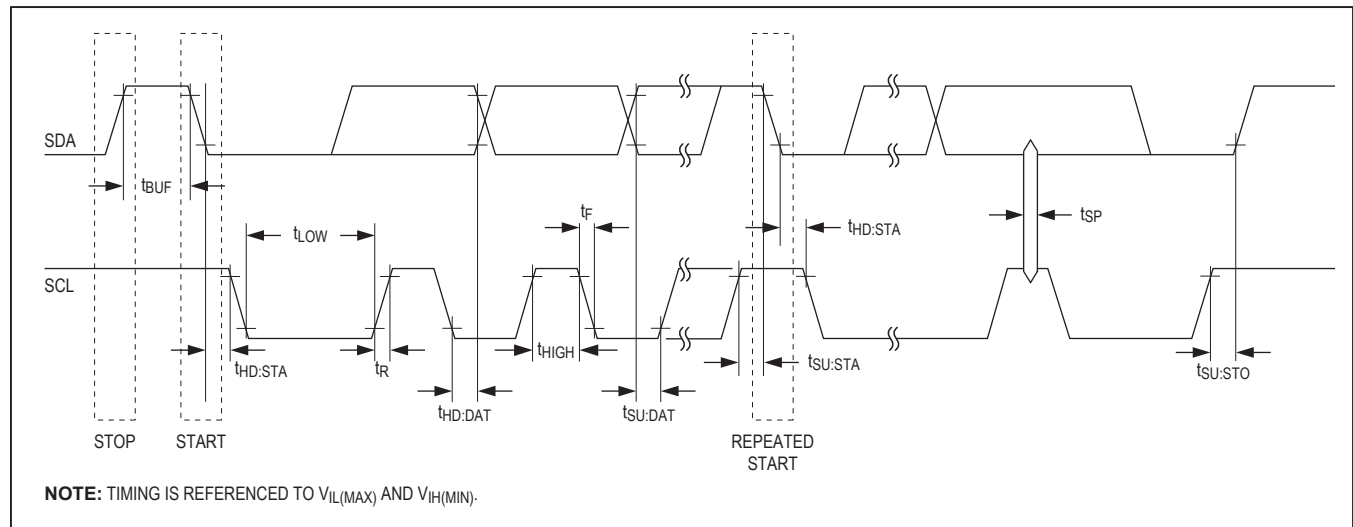 SDA
tBUF
tLOW
tF
tHD:STA
tSP
SCL
tHD:STA
tR
tHIGH
tSU:STA
tSU:STO
tHD:DAT
tSU:DAT
STOP
START
REPEATED
START
NOTE: TIMING IS REFERENCED TO VIL(MAX) AND VIH(MIN).